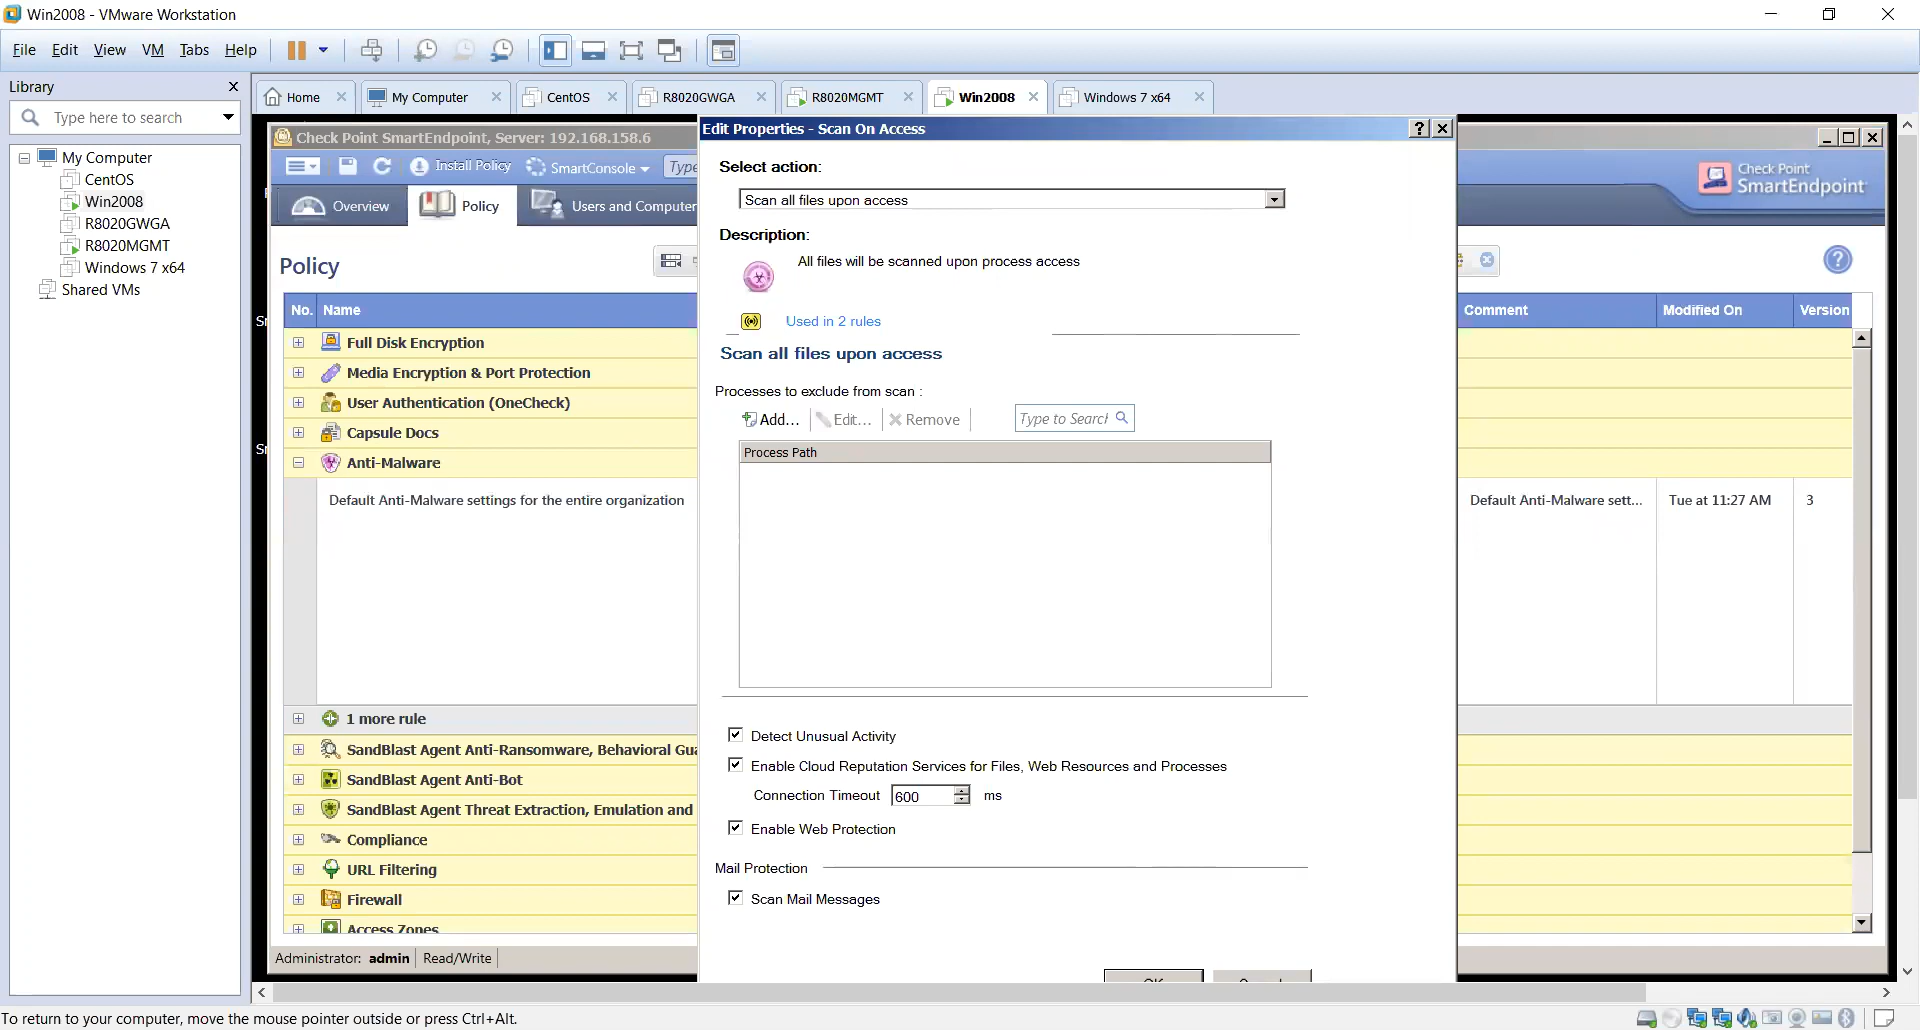 Win2008 - VMware Workstation
File Edit View VM Tabs Help
Library
Type here to search
My Computer
CentOS
Win2008
R8020GWGA
R8020MGMT
Windows 7 x64
Shared VMs
Home
My Computer
CentOS
R8020GWGA
R8020MGMT
Win2008
Windows 7 x64
Check Point SmartEndpoint, Server: 192.168.158.6
Install Policy
SmartConsole
Type
Overview
Policy
Users and Computer
Check Point
SmartEndpoint
Policy
No. Name
Comment Modified On Version
Full Disk Encryption
Media Encryption & Port Protection
User Authentication (OneCheck)
Capsule Docs
Anti-Malware
Default Anti-Malware settings for the entire organization
Default Anti-Malware sett... Tue at 11:27 AM 3
1 more rule
SandBlast Agent Anti-Ransomware, Behavioral Gua
SandBlast Agent Anti-Bot
SandBlast Agent Threat Extraction, Emulation and
Compliance
URL Filtering
Firewall
Access Zones
Administrator: admin Read/Write
Edit Properties - Scan On Access
Select action:
Scan all files upon access
Description:
All files will be scanned upon process access
Used in 2 rules
Scan all files upon access
Processes to exclude from scan :
Add... Edit... Remove Type to Search
Process Path
Detect Unusual Activity
Enable Cloud Reputation Services for Files, Web Resources and Processes
Connection Timeout 600 ms
Enable Web Protection
Mail Protection
Scan Mail Messages
To return to your computer, move the mouse pointer outside or press Ctrl+Alt.